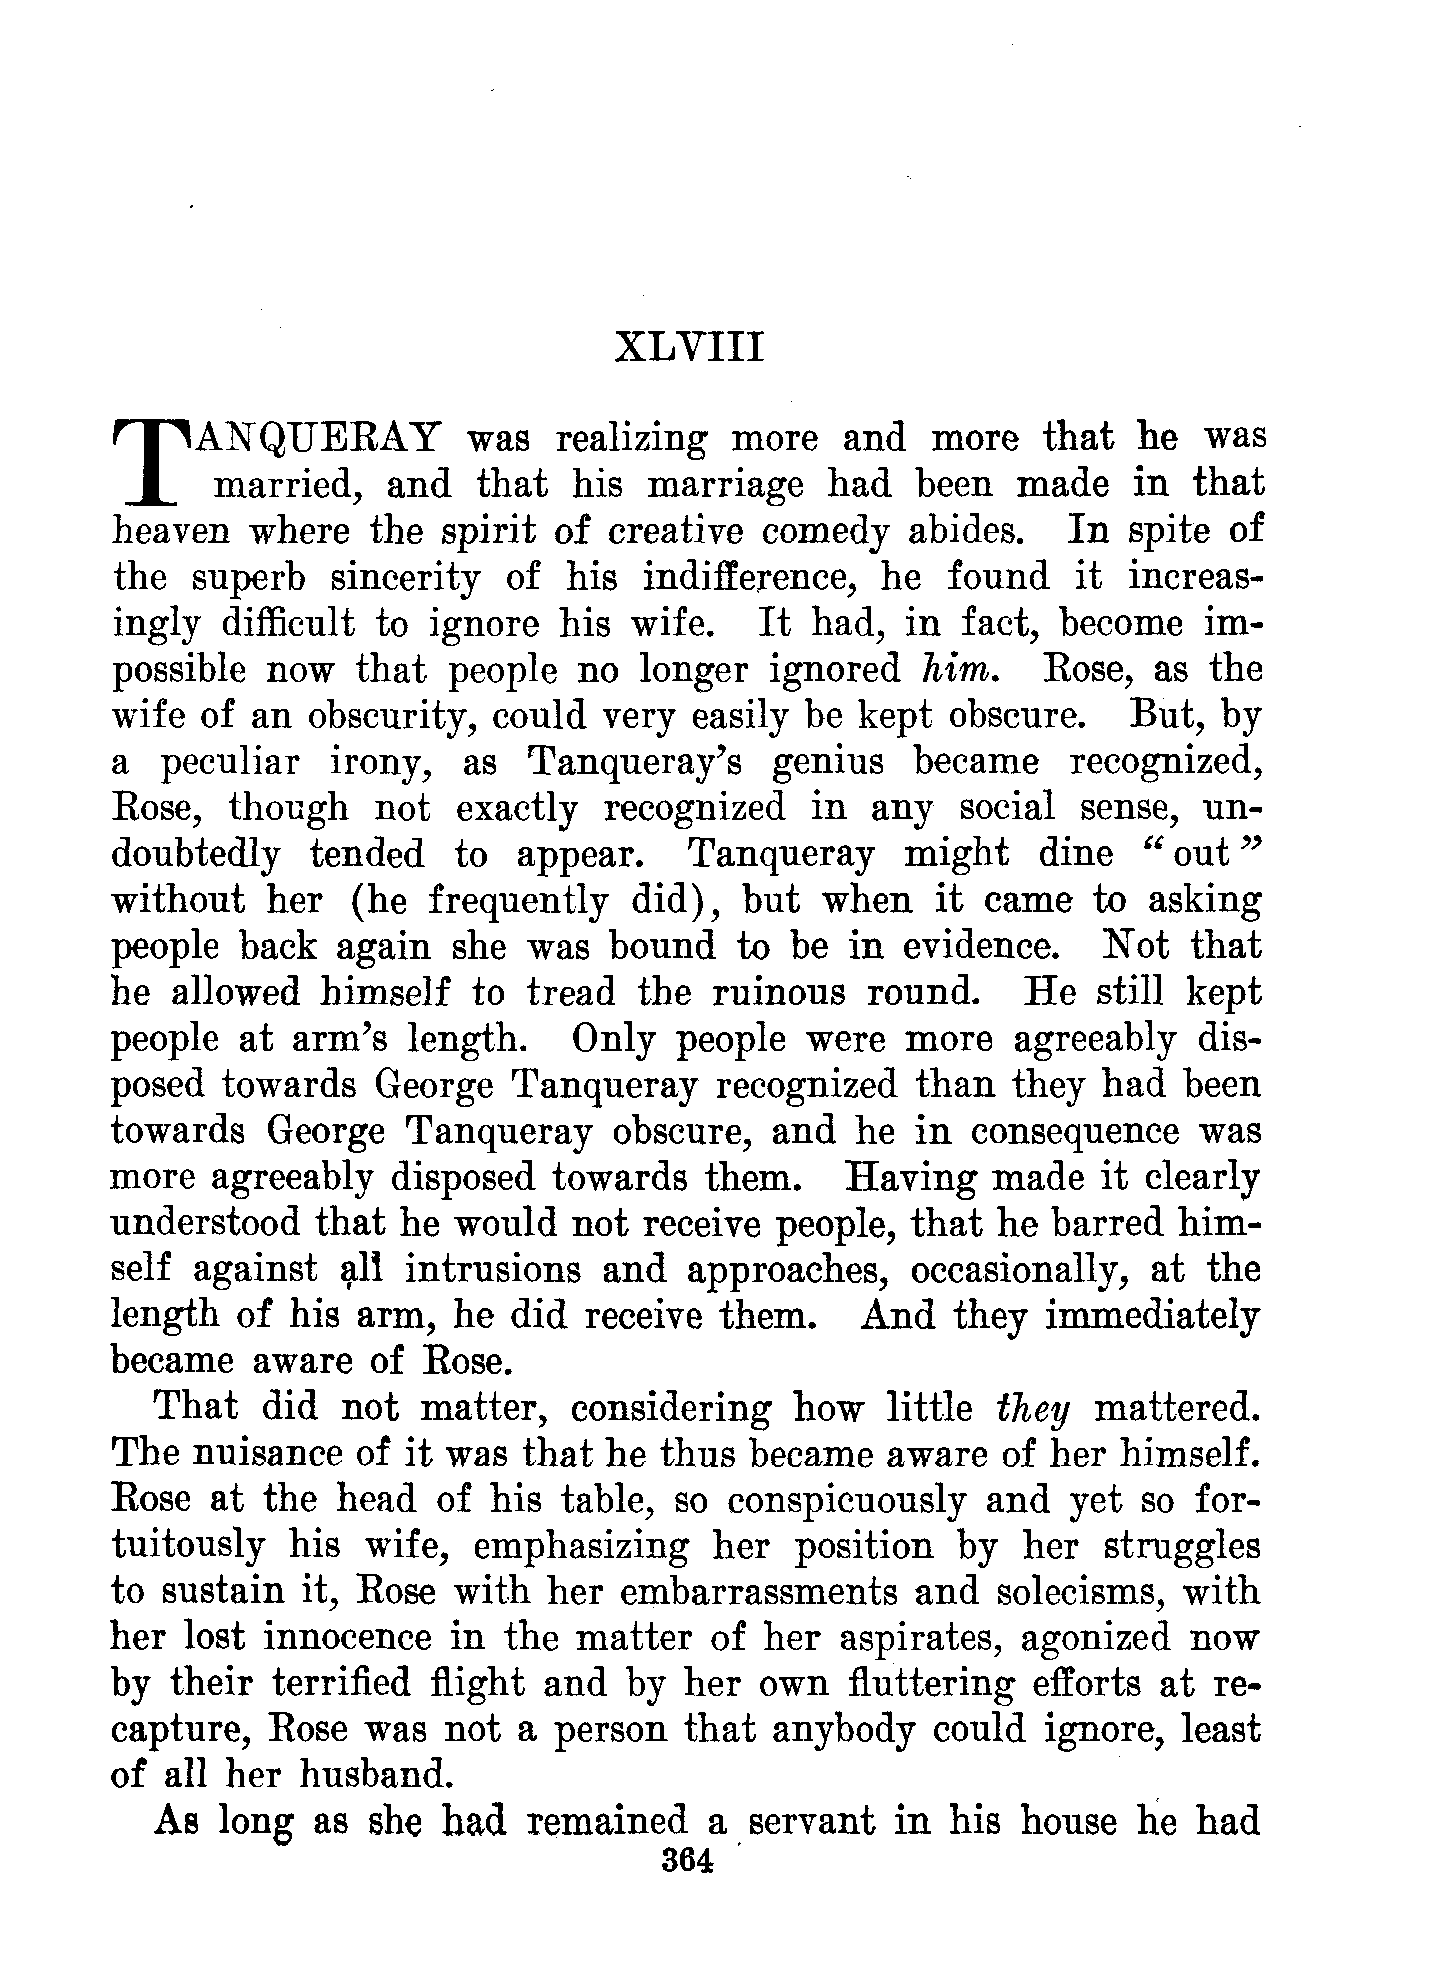 XLVIII
TANQUERAY was realizing more and more that he was
married, and that his marriage had been made in that
heaven where the spirit of creative comedy abides. In spite of
the superb sincerity of his indifference, he found it increas-
ingly difficult to ignore his wife. It had, in fact, become im-
possible now that people no longer ignored him. Rose, as the
wife of an obscurity, could very easily be kept obscure. But, by
a peculiar irony, as Tanqueray's genius became recognized,
Rose, though not exactly recognized in any social sense, un-
doubtedly tended to appear. Tanqueray might dine “out”
without her (he frequently did), but when it came to asking
people back again she was bound to be in evidence. Not that
he allowed himself to tread the ruinous round. He still kept
people at arm's length. Only people were more agreeably dis-
posed towards George Tanqueray recognized than they had been
towards George Tanqueray obscure, and he in consequence was
more agreeably disposed towards them. Having made it clearly
understood that he would not receive people, that he barred him-
self against all intrusions and approaches, occasionally, at the
length of his arm, he did receive them. And they immediately
became aware of Rose.
That did not matter, considering how little they mattered.
The nuisance of it was that he thus became aware of her himself.
Rose at the head of his table, so conspicuously and yet so for-
tuitously his wife, emphasizing her position by her struggles
to sustain it, Rose with her embarrassments and solecisms, with
her lost innocence in the matter of her aspirates, agonized now
by their terrified flight and by her own fluttering efforts at re-
capture, Rose was not a person that anybody could ignore, least
of all her husband.
As long as she had remained a servant in his house he had
364